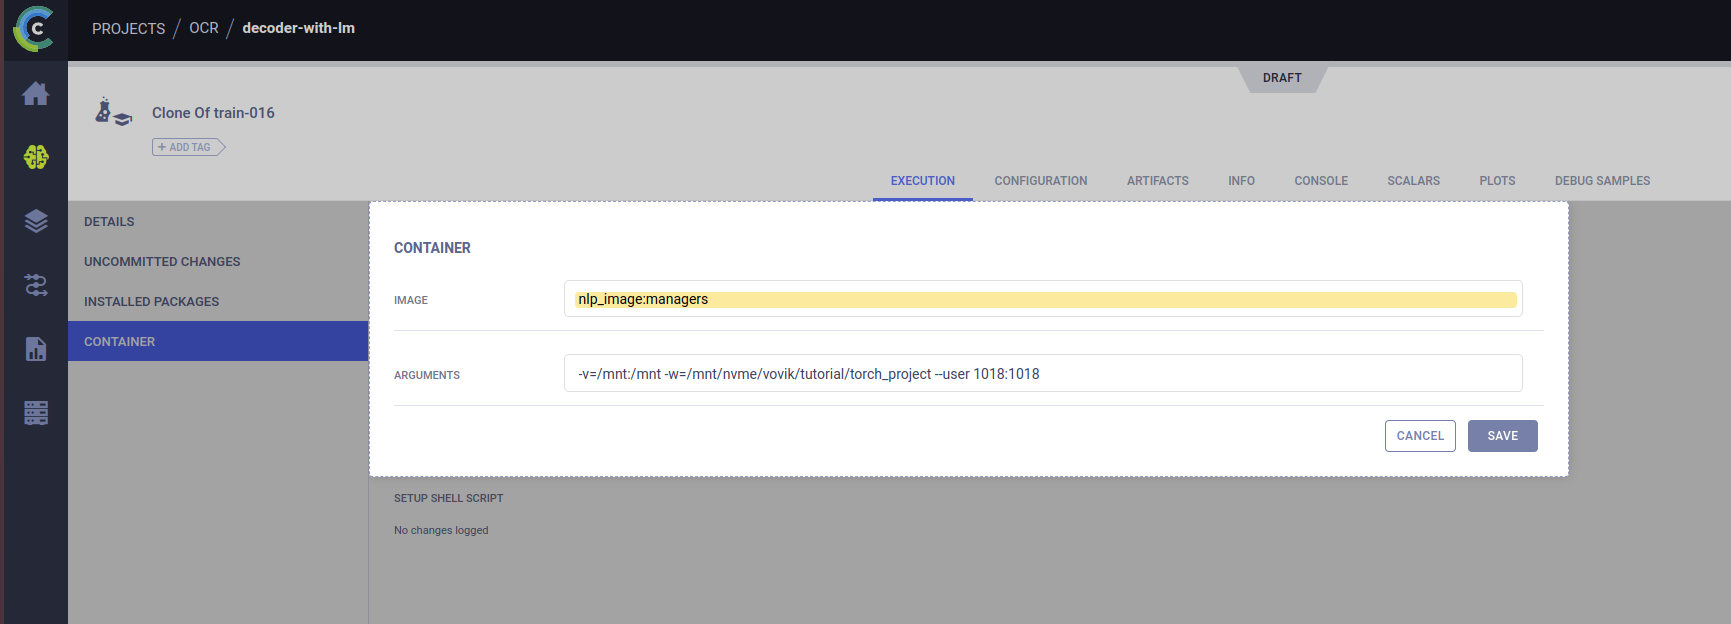 PROJECTS / OCR / decoder-with-lm
DRAFT
Clone Of train-016
+ ADD TAG
EXECUTION CONFIGURATION ARTIFACTS INFO CONSOLE SCALARS PLOTS DEBUG SAMPLES
DETAILS
UNCOMMITTED CHANGES
INSTALLED PACKAGES
CONTAINER
CONTAINER
IMAGE nlp_image:managers
ARGUMENTS -v=/mnt:/mnt -w=/mnt/nvme/vovik/tutorial/torch_project --user 1018:1018
CANCEL SAVE
SETUP SHELL SCRIPT
No changes logged